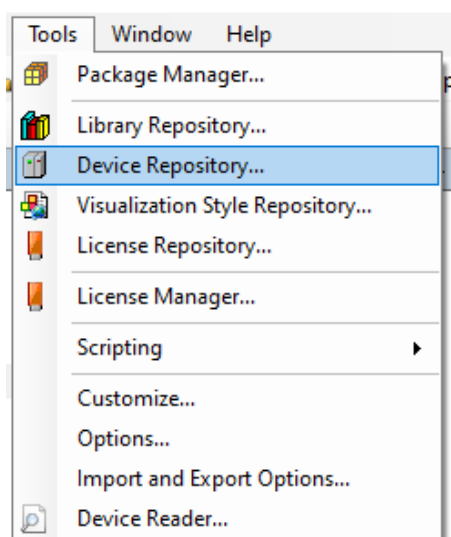 Tools Window Help
Package Manager...
Library Repository...
Device Repository...
Visualization Style Repository...
License Repository...
License Manager...
Scripting
Customize...
Options...
Import and Export Options...
Device Reader...